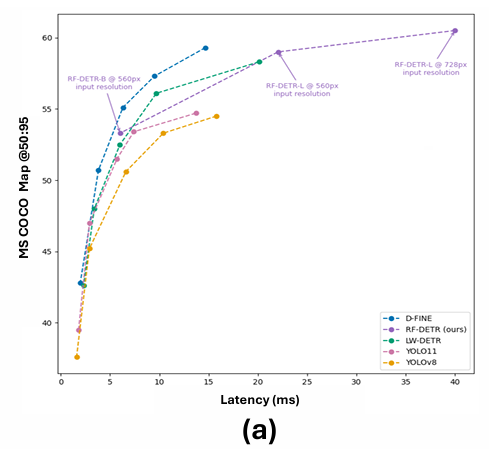 60
55
50
45
40
MS COCO Map @50:95
RF-DETR-B @ 560px
input resolution
RF-DETR-L @ 560px
input resolution
RF-DETR-L @ 728px
input resolution
D-FINE
RF-DETR (ours)
LW-DETR
YOLO11
YOLOv8
0
5
10
15
20
25
30
35
40
Latency (ms)
(a)